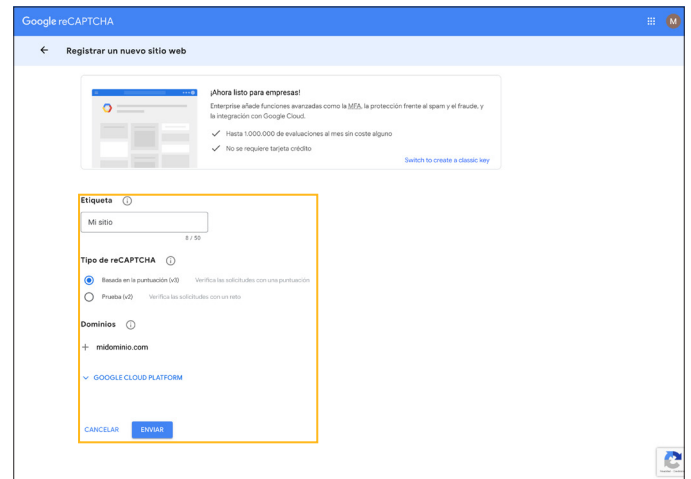 Google reCAPTCHA
M
Registrar un nuevo sitio web
¡Ahora listo para empresas!
Enterprise añade funciones avanzadas como la MFA, la protección frente al spam y el fraude, y
la integración con Google Cloud.
Hasta 1.000.000 de evaluaciones al mes sin coste alguno
No se requiere tarjeta crédito
Switch to create a classic key
Etiqueta
Mi sitio
8 / 50
Tipo de reCAPTCHA
Basada en la puntuación (v3) Verifica las solicitudes con una puntuación
Prueba (v2) Verifica las solicitudes con un reto
Dominios
+ midominio.com
GOOGLE CLOUD PLATFORM
CANCELAR ENVIAR